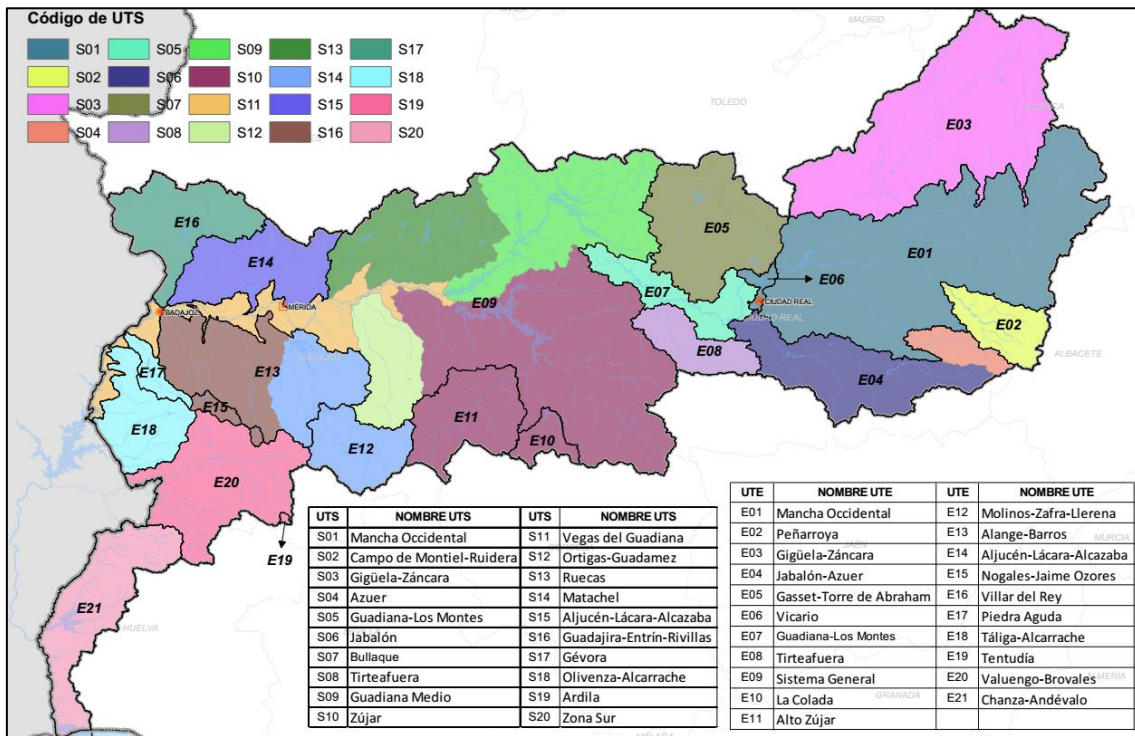 Código de UTS
S01 S05 S09 S13 S17
S02 S06 S10 S14 S18
S03 S07 S11 S15 S19
S04 S08 S12 S16 S20
MADRID
TOLEDO
CUENCA
E03
E16
E05
E01
E14
E06
E07
E09
MÉRIDA
BADAJOZ
CIUDAD REAL
CIUDAD REAL
E02
BADAJOZ
E13
E08
ALBACETE
E17
E04
E15
E11
E18
E12
E10
E20
E19
E21
HUELVA
JAÉN
MURCIA
GRANADA
ALMERÍA
MÁLAGA
UTS NOMBRE UTS UTS NOMBRE UTS
S01 Mancha Occidental S11 Vegas del Guadiana
S02 Campo de Montiel-Ruidera S12 Ortigas-Guadamez
S03 Gigüela-Záncara S13 Ruecas
S04 Azuer S14 Matachel
S05 Guadiana-Los Montes S15 Aljucén-Lácara-Alcazaba
S06 Jabalón S16 Guadajira-Entrín-Rivillas
S07 Bullaque S17 Gévora
S08 Tirteafuera S18 Olivenza-Alcarrache
S09 Guadiana Medio S19 Ardila
S10 Zújar S20 Zona Sur
UTE NOMBRE UTE UTE NOMBRE UTE
E01 Mancha Occidental E12 Molinos-Zafra-Llerena
E02 Peñarroya E13 Alange-Barros
E03 Gigüela-Záncara E14 Aljucén-Lácara-Alcazaba
E04 Jabalón-Azuer E15 Nogales-Jaime Ozores
E05 Gasset-Torre de Abraham E16 Villar del Rey
E06 Vicario E17 Piedra Aguda
E07 Guadiana-Los Montes E18 Táliga-Alcarrache
E08 Tirteafuera E19 Tentudía
E09 Sistema General E20 Valuengo-Brovales
E10 La Colada E21 Chanza-Andévalo
E11 Alto Zújar